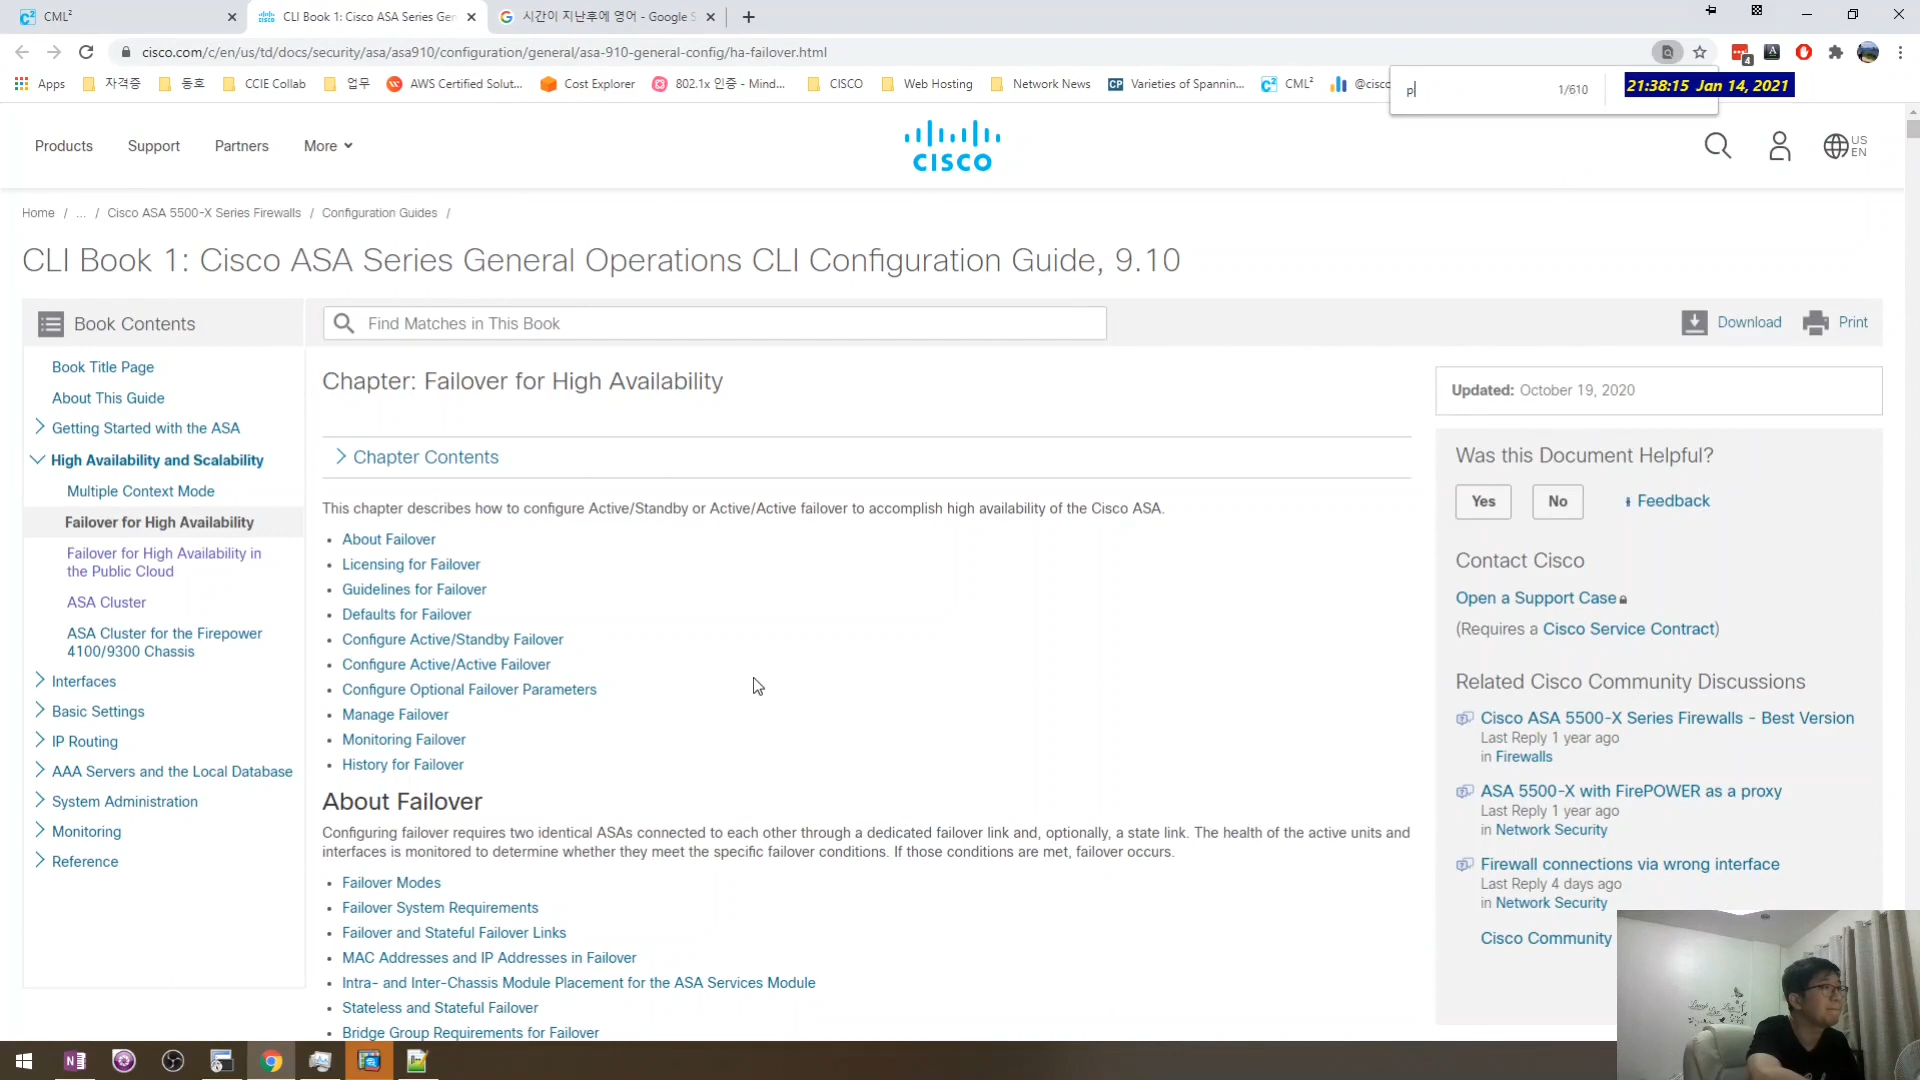 CML²
CLI Book 1: Cisco ASA Series Gen
시간이 지난후에 영어 - Google S
cisco.com/c/en/us/td/docs/security/asa/asa910/configuration/general/asa-910-general-config/ha-failover.html
4
Apps
자격증
동호
CCIE Collab
업무
AWS Certified Solut...
Cost Explorer
802.1x 인증 - Mind...
CISCO
Web Hosting
Network News
CP
Varieties of Spannin...
CML²
@cisco
p
1/610
21:38:15 Jan 14, 2021
Products
Support
Partners
More
CISCO
US
EN
Home / ... / Cisco ASA 5500-X Series Firewalls / Configuration Guides /
CLI Book 1: Cisco ASA Series General Operations CLI Configuration Guide, 9.10
Book Contents
Find Matches in This Book
Download
Print
Book Title Page
About This Guide
Getting Started with the ASA
High Availability and Scalability
Multiple Context Mode
Failover for High Availability
Failover for High Availability in
the Public Cloud
ASA Cluster
ASA Cluster for the Firepower
4100/9300 Chassis
Interfaces
Basic Settings
IP Routing
AAA Servers and the Local Database
System Administration
Monitoring
Reference
Chapter: Failover for High Availability
Chapter Contents
This chapter describes how to configure Active/Standby or Active/Active failover to accomplish high availability of the Cisco ASA.
• About Failover
• Licensing for Failover
• Guidelines for Failover
• Defaults for Failover
• Configure Active/Standby Failover
• Configure Active/Active Failover
• Configure Optional Failover Parameters
• Manage Failover
• Monitoring Failover
• History for Failover
About Failover
Configuring failover requires two identical ASAs connected to each other through a dedicated failover link and, optionally, a state link. The health of the active units and
interfaces is monitored to determine whether they meet the specific failover conditions. If those conditions are met, failover occurs.
• Failover Modes
• Failover System Requirements
• Failover and Stateful Failover Links
• MAC Addresses and IP Addresses in Failover
• Intra- and Inter-Chassis Module Placement for the ASA Services Module
• Stateless and Stateful Failover
• Bridge Group Requirements for Failover
Updated: October 19, 2020
Was this Document Helpful?
Yes
No
Feedback
Contact Cisco
Open a Support Case
(Requires a Cisco Service Contract)
Related Cisco Community Discussions
Cisco ASA 5500-X Series Firewalls - Best Version
Last Reply 1 year ago
in Firewalls
ASA 5500-X with FirePOWER as a proxy
Last Reply 1 year ago
in Network Security
Firewall connections via wrong interface
Last Reply 4 days ago
in Network Security
Cisco Community